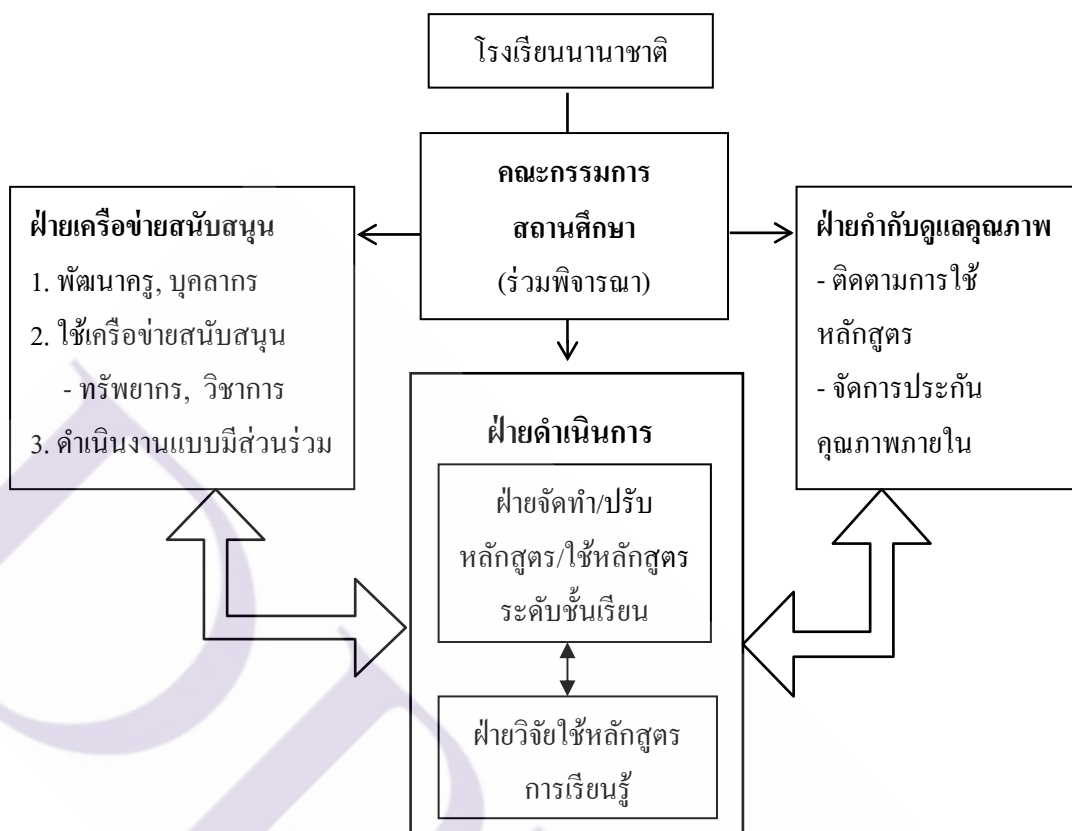 โรงเรียนนานาชาติ
คณะกรรมการ
สถานศึกษา
(ร่วมพิจารณา)
ฝ่ายเครือข่ายสนับสนุน
1. พัฒนาครู, บุคลากร
2. ใช้เครือข่ายสนับสนุน
- ทรัพยากร, วิชาการ
3. ดำเนินงานแบบมีส่วนร่วม
ฝ่ายกำกับดูแลคุณภาพ
- ติดตามการใช้
หลักสูตร
- จัดการประกัน
คุณภาพภายใน
ฝ่ายดำเนินการ
ฝ่ายจัดทำ/ปรับ
หลักสูตร/ใช้หลักสูตร
ระดับชั้นเรียน
ฝ่ายวิจัยใช้หลักสูตร
การเรียนรู้